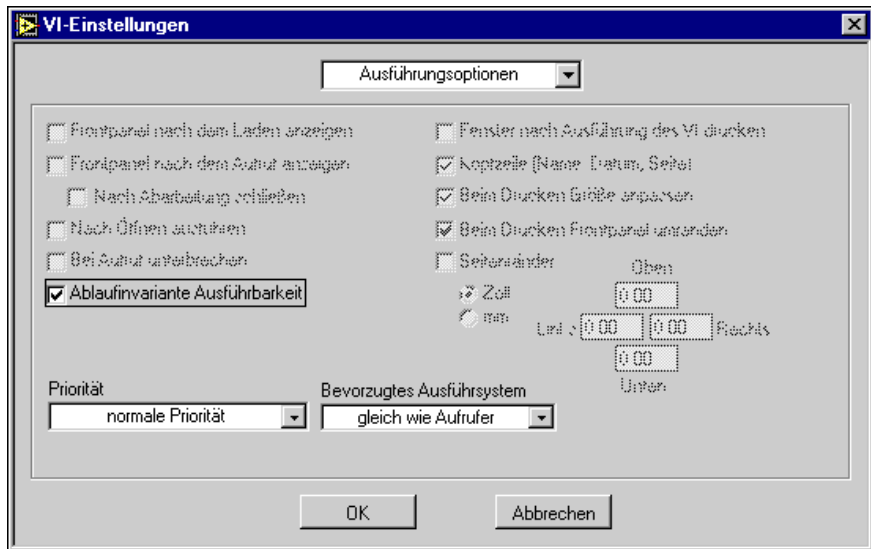 VI-Einstellungen
Ausführungsoptionen
Frontpanel nach dem Laden anzeigen
Frontpanel nach dem Aufruf anzeigen
Nach Abarbeitung schließen
Nach Öffnen ausführen
Bei Aufruf unterbrechen
Ablaufinvariante Ausführbarkeit
Fenster nach Ausführung des VI drucken
Kopfzeile (Name, Datum, Seite)
Beim Drucken Größe anpassen
Beim Drucken Frontpanel umranden
Seitenränder
Zoll
mm
Oben
0.00
Links 0.00 0.00 Rechts
0.00
Unten
Priorität
normale Priorität
Bevorzugtes Ausführsystem
gleich wie Aufrufer
OK
Abbrechen